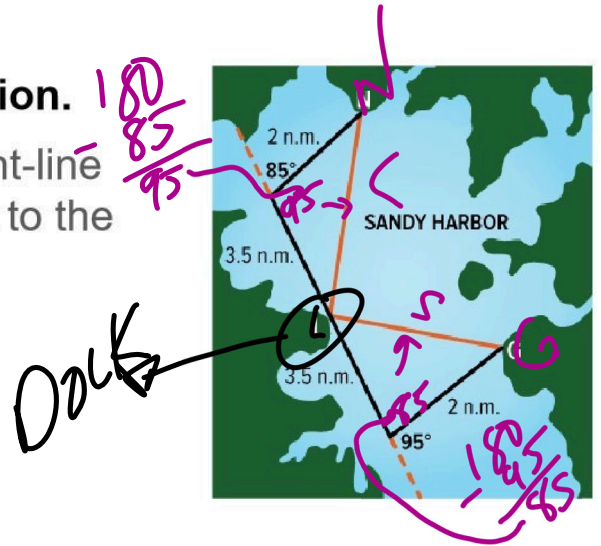 ion.
180
- 85
95
nt-line
to the
N
2 n.m.
85°
95
SANDY HARBOR
3.5 n.m.
L
DOCK
3.5 n.m.
95
G
85
2 n.m.
95°
180
- 95
85